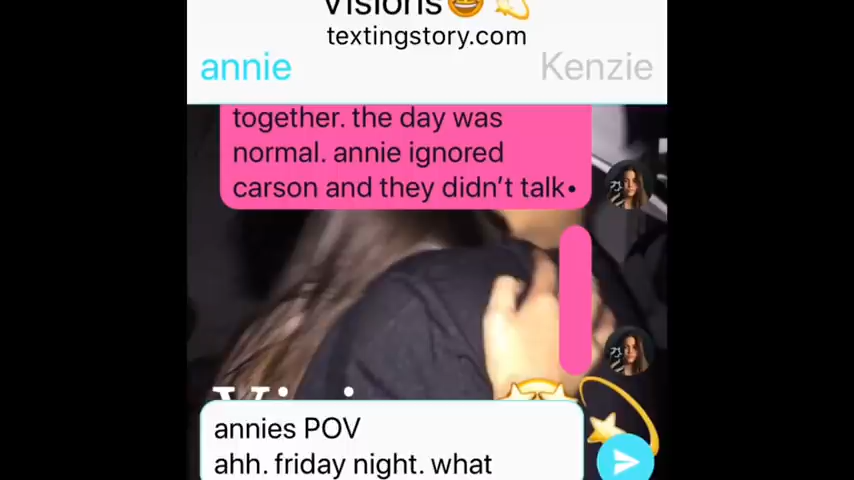 Visions🤩💫
textingstory.com
annie Kenzie
together. the day was
normal. annie ignored
carson and they didn't talk•
annies POV
ahh. friday night. what